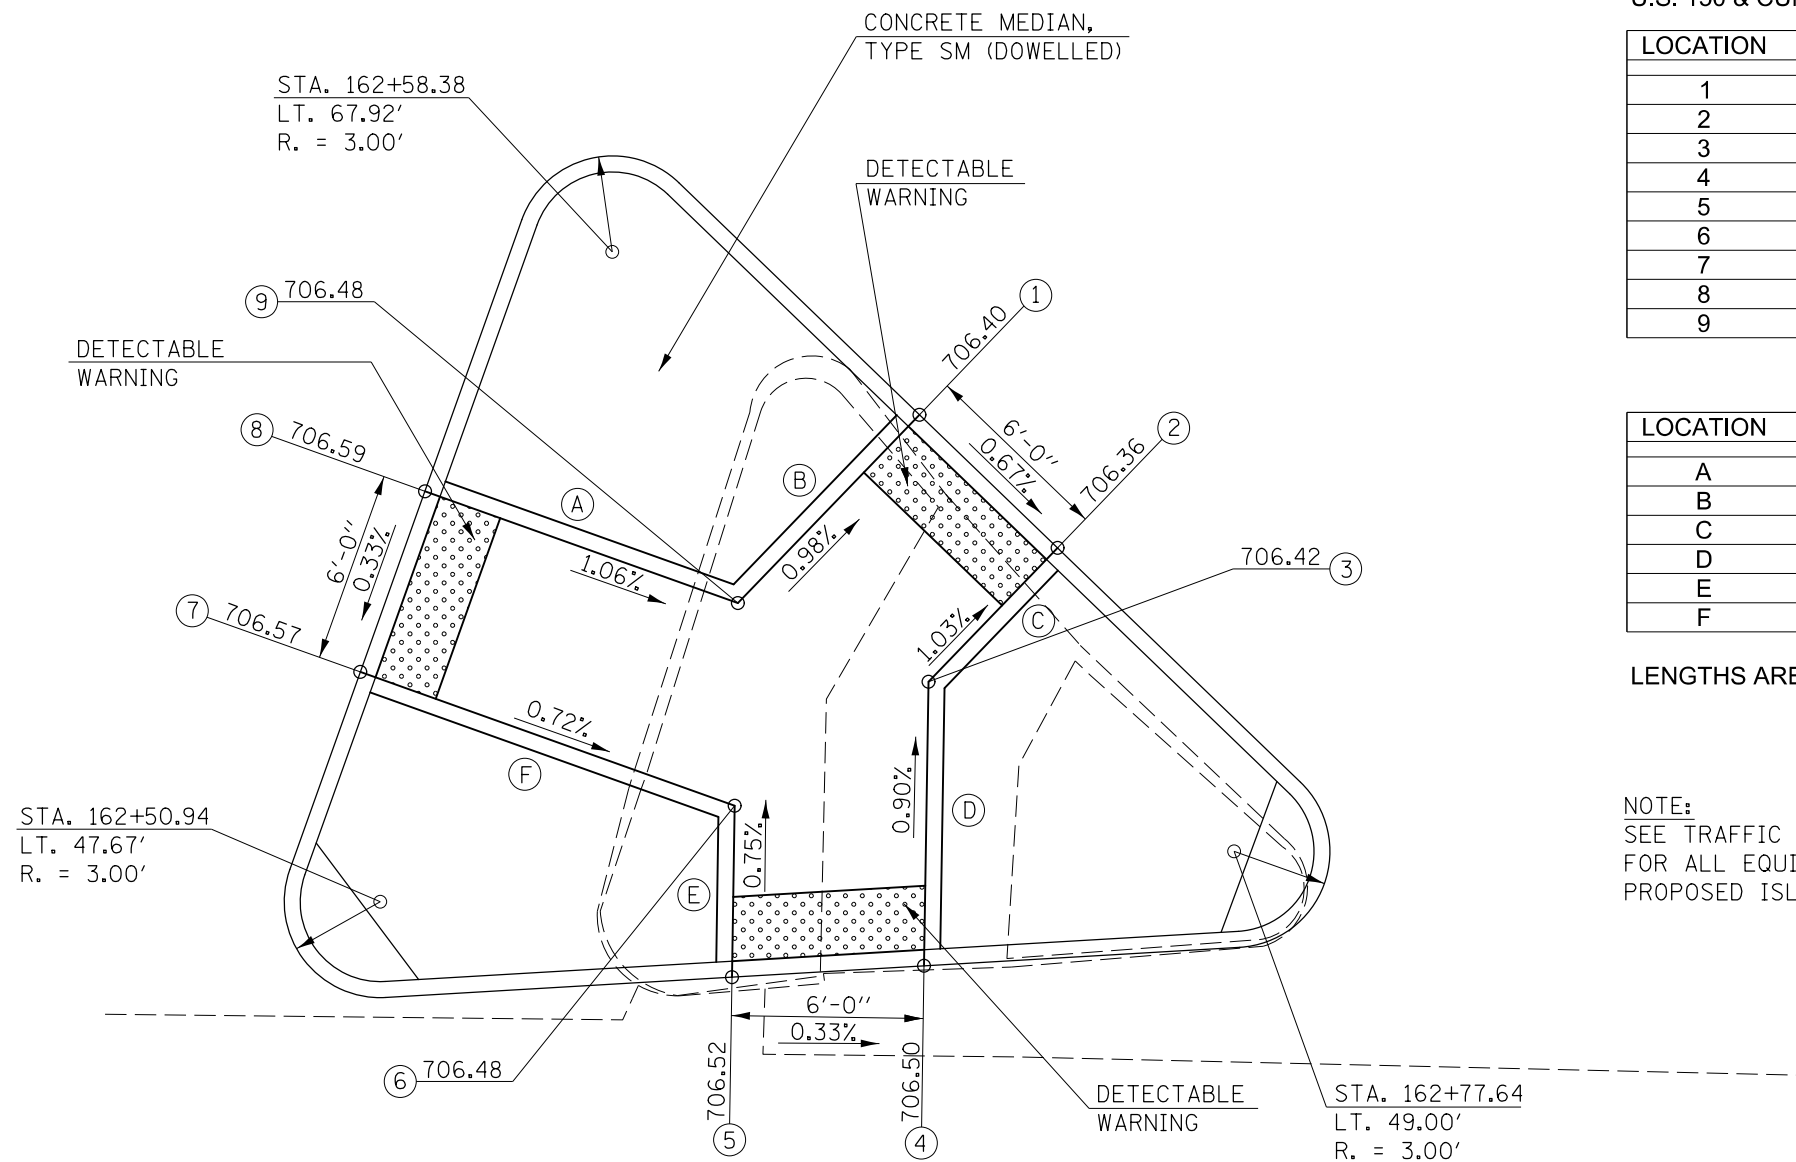 CONCRETE MEDIAN,
TYPE SM (DOWELLED)
STA. 162+58.38
LT. 67.92'
R. = 3.00'
DETECTABLE
WARNING
9 706.48
1
706.40
DETECTABLE
WARNING
8 706.59
6'-0"
0.67%
2
706.36
A
B
6'-0"
0.33%
1.06%
0.98%
706.42 3
7 706.57
C
1.03%
0.72%
F
0.90%
D
STA. 162+50.94
LT. 47.67'
R. = 3.00'
0.75%
E
6'-0"
0.33%
6 706.48
706.52
5
706.50
4
DETECTABLE
WARNING
STA. 162+77.64
LT. 49.00'
R. = 3.00'
LOCATION
1
2
3
4
5
6
7
8
9
LOCATION
A
B
C
D
E
F
LENGTHS ARE
NOTE:
SEE TRAFFIC
FOR ALL EQUI
PROPOSED ISL